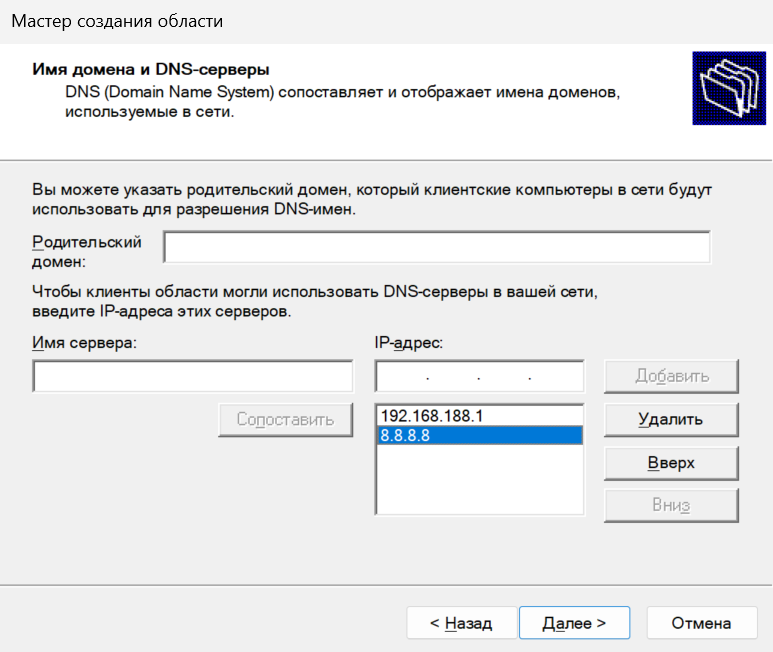 Мастер создания области
Имя домена и DNS-серверы
DNS (Domain Name System) сопоставляет и отображает имена доменов,
используемые в сети.
Вы можете указать родительский домен, который клиентские компьютеры в сети будут
использовать для разрешения DNS-имен.
Родительский
домен:
Чтобы клиенты области могли использовать DNS-серверы в вашей сети,
введите IP-адреса этих серверов.
Имя сервера: IP-адрес:
. . . Добавить
Сопоставить 192.168.188.1 Удалить
8.8.8.8
Вверх
Вниз
< Назад Далее > Отмена